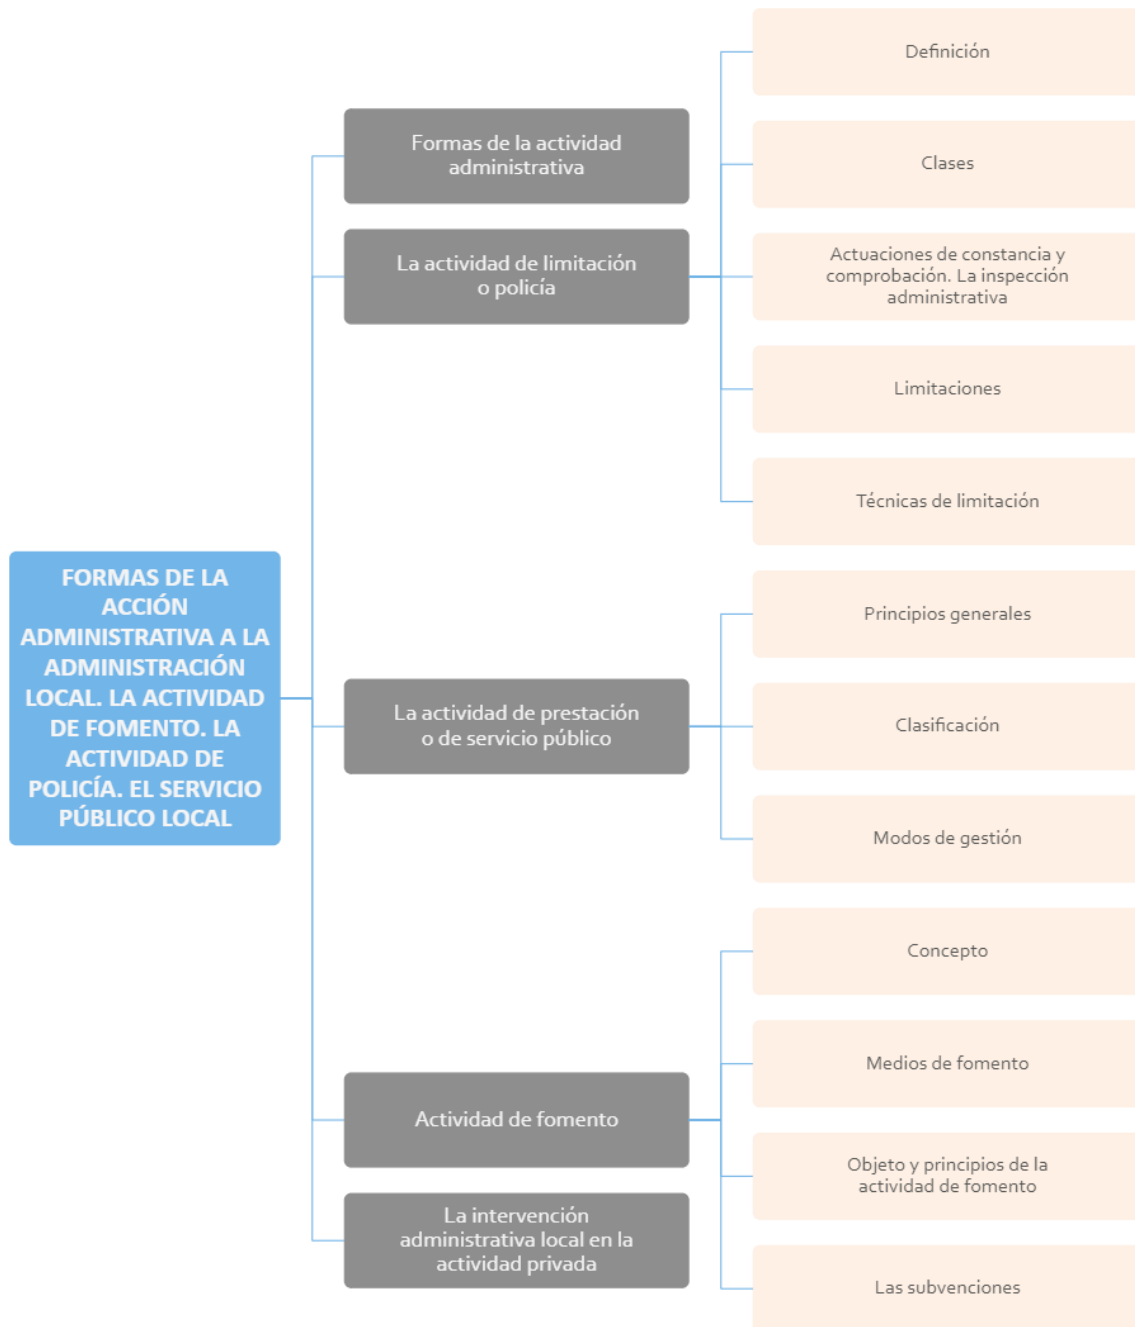 FORMAS DE LA
ACCIÓN
ADMINISTRATIVA A LA
ADMINISTRACIÓN
LOCAL. LA ACTIVIDAD
DE FOMENTO. LA
ACTIVIDAD DE
POLICÍA. EL SERVICIO
PÚBLICO LOCAL
Formas de la actividad
administrativa
La actividad de limitación
o policía
Definición
Clases
Actuaciones de constancia y
comprobación. La inspección
administrativa
Limitaciones
Técnicas de limitación
La actividad de prestación
o de servicio público
Principios generales
Clasificación
Modos de gestión
Actividad de fomento
Concepto
Medios de fomento
Objeto y principios de la
actividad de fomento
Las subvenciones
La intervención
administrativa local en la
actividad privada